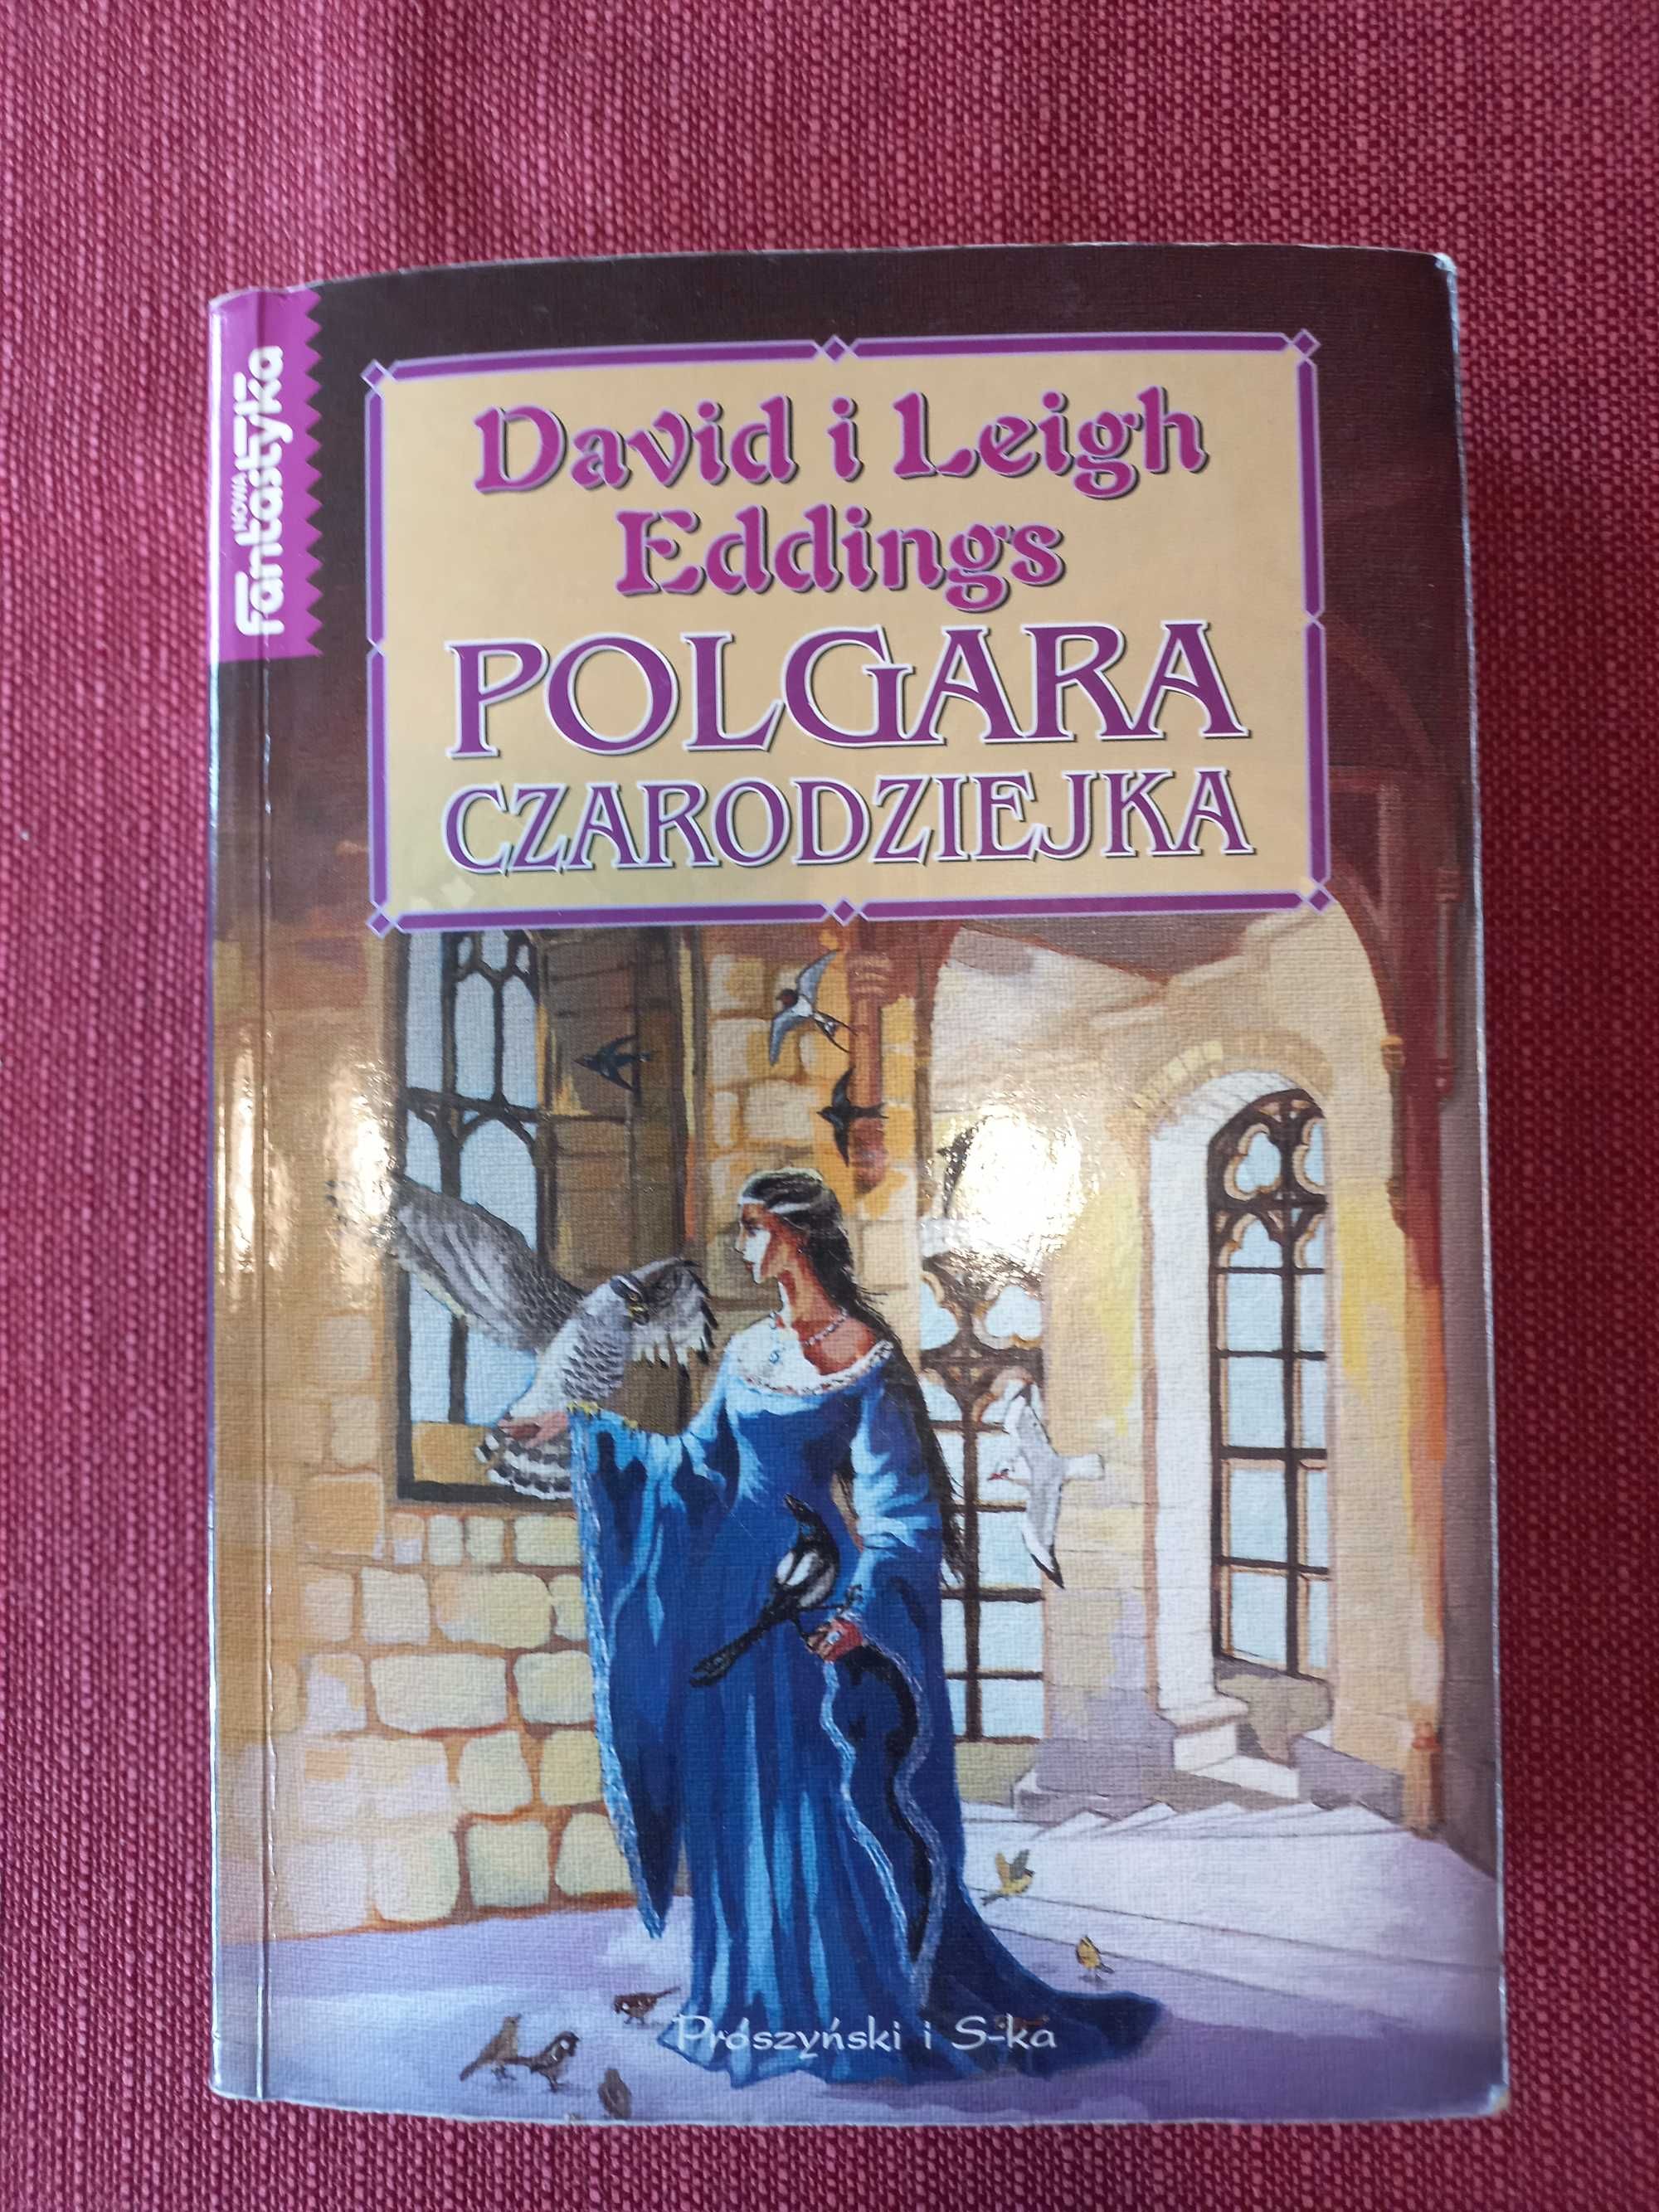 NOWA
Fantastyka
David i Leigh
Eddings
POLGARA
CZARODZIEJKA
Prószyński i S-ka